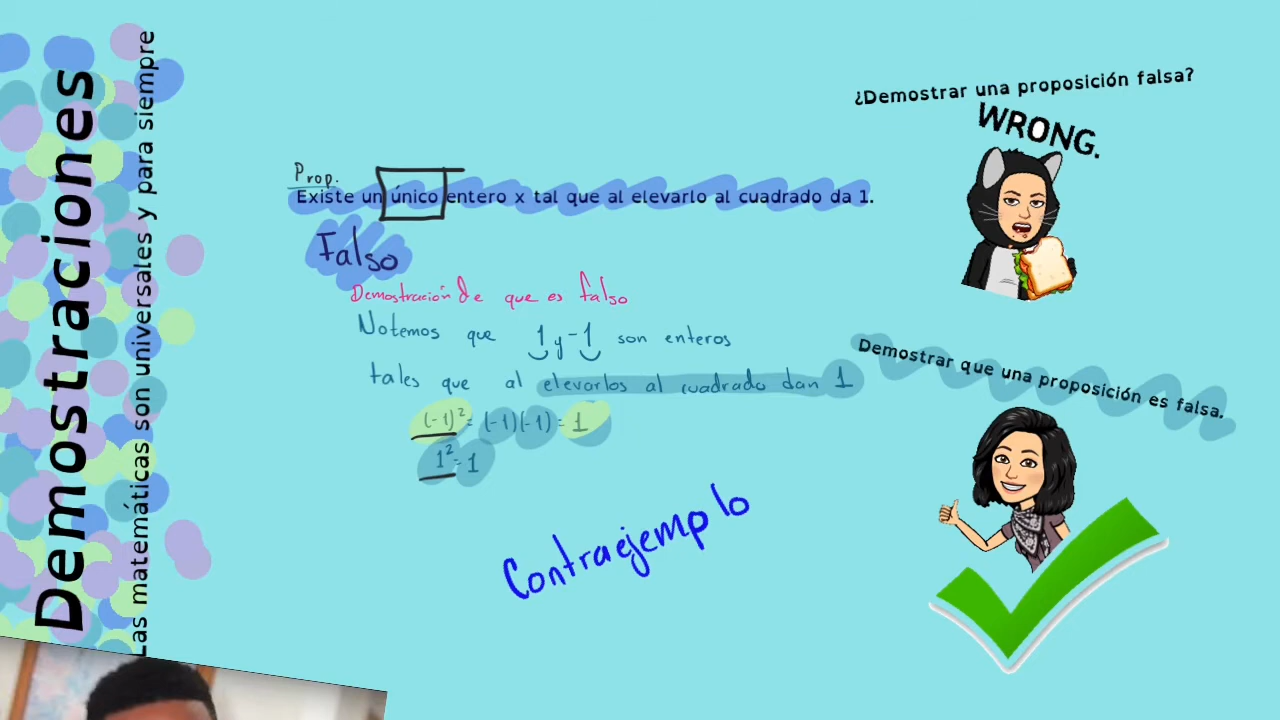 Demostraciones
Las matemáticas son universales y para siempre
Prop.
Existe un único entero x tal que al elevarlo al cuadrado da 1.
Falso
Demostración de que es falso
Notemos que 1 y -1 son enteros
tales que al elevarlos al cuadrado dan 1
(-1)² = (-1)(-1) = 1
1² = 1
Contraejemplo
¿Demostrar una proposición falsa?
WRONG.
Demostrar que una proposición es falsa.